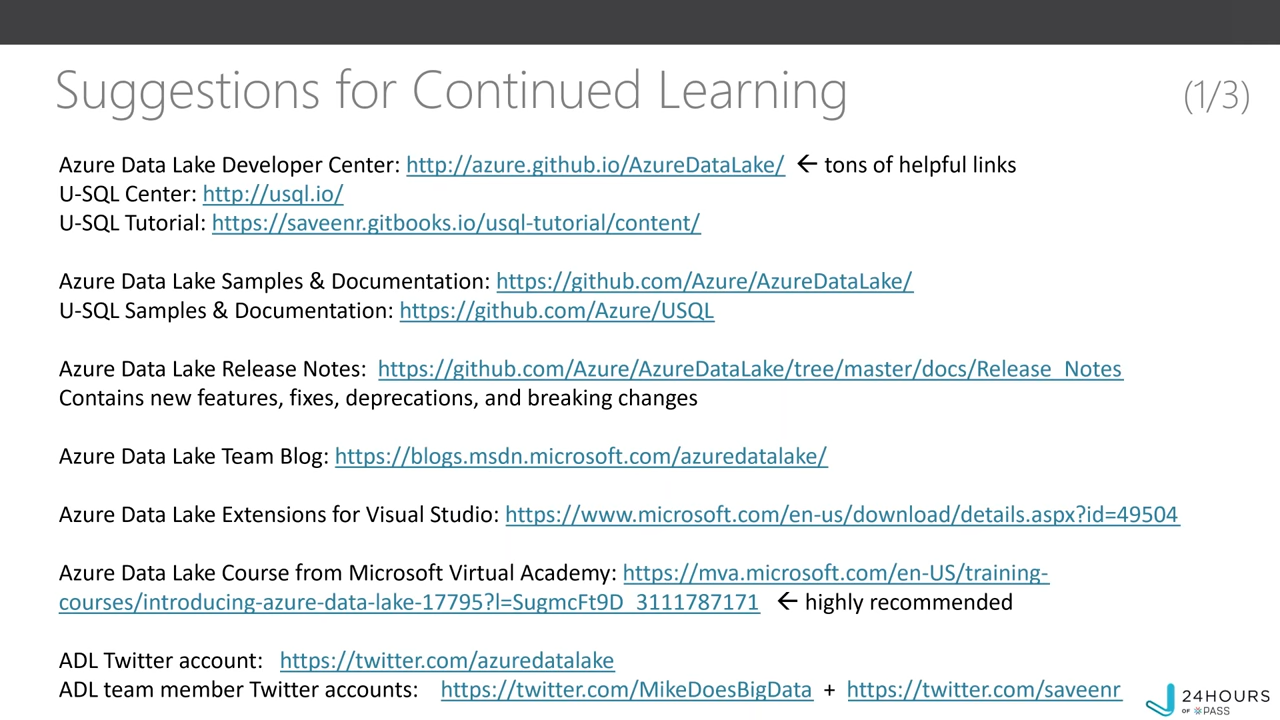 Suggestions for Continued Learning (1/3)
Azure Data Lake Developer Center: http://azure.github.io/AzureDataLake/ ← tons of helpful links
U-SQL Center: http://usql.io/
U-SQL Tutorial: https://saveenr.gitbooks.io/usql-tutorial/content/
Azure Data Lake Samples & Documentation: https://github.com/Azure/AzureDataLake/
U-SQL Samples & Documentation: https://github.com/Azure/USQL
Azure Data Lake Release Notes: https://github.com/Azure/AzureDataLake/tree/master/docs/Release_Notes
Contains new features, fixes, deprecations, and breaking changes
Azure Data Lake Team Blog: https://blogs.msdn.microsoft.com/azuredatalake/
Azure Data Lake Extensions for Visual Studio: https://www.microsoft.com/en-us/download/details.aspx?id=49504
Azure Data Lake Course from Microsoft Virtual Academy: https://mva.microsoft.com/en-US/training-
courses/introducing-azure-data-lake-17795?l=SugmcFt9D_3111787171 ← highly recommended
ADL Twitter account: https://twitter.com/azuredatalake
ADL team member Twitter accounts: https://twitter.com/MikeDoesBigData + https://twitter.com/saveenr
24HOURS
OF PASS